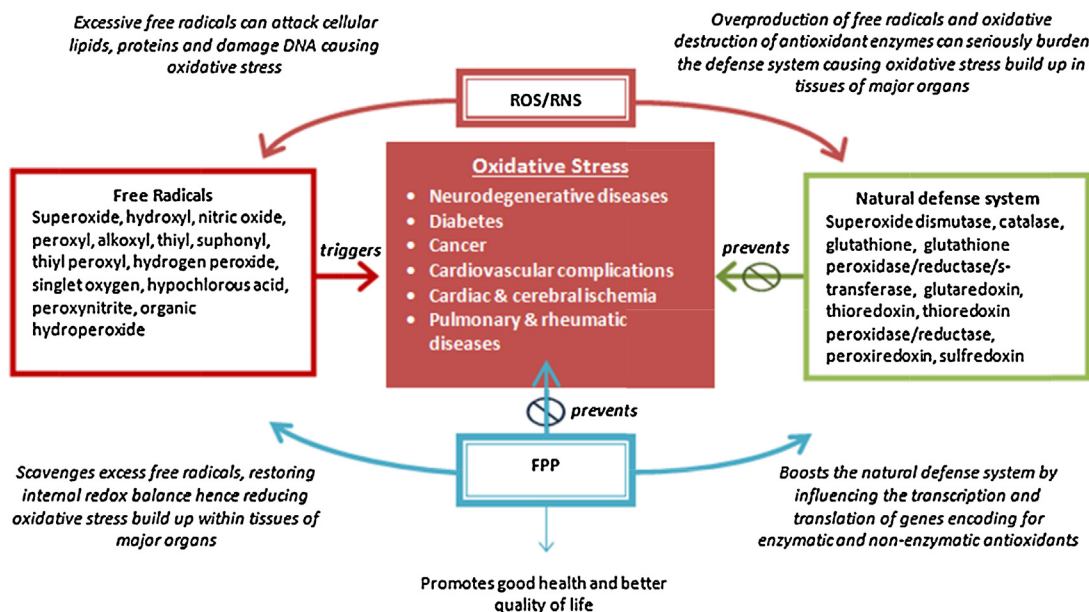 Excessive free radicals can attack cellular
lipids, proteins and damage DNA causing
oxidative stress
Overproduction of free radicals and oxidative
destruction of antioxidant enzymes can seriously burden
the defense system causing oxidative stress build up in
tissues of major organs
ROS/RNS
Free Radicals
Superoxide, hydroxyl, nitric oxide,
peroxyl, alkoxyl, thiyl, suphonyl,
thiyl peroxyl, hydrogen peroxide,
singlet oxygen, hypochlorous acid,
peroxynitrite, organic
hydroperoxide
triggers
Oxidative Stress
• Neurodegenerative diseases
• Diabetes
• Cancer
• Cardiovascular complications
• Cardiac & cerebral ischemia
• Pulmonary & rheumatic
diseases
prevents
Natural defense system
Superoxide dismutase, catalase,
glutathione, glutathione
peroxidase/reductase/s-
transferase, glutaredoxin,
thioredoxin, thioredoxin
peroxidase/reductase,
peroxiredoxin, sulfredoxin
prevents
FPP
Scavenges excess free radicals, restoring
internal redox balance hence reducing
oxidative stress build up within tissues of
major organs
Boosts the natural defense system by
influencing the transcription and
translation of genes encoding for
enzymatic and non-enzymatic antioxidants
Promotes good health and better
quality of life